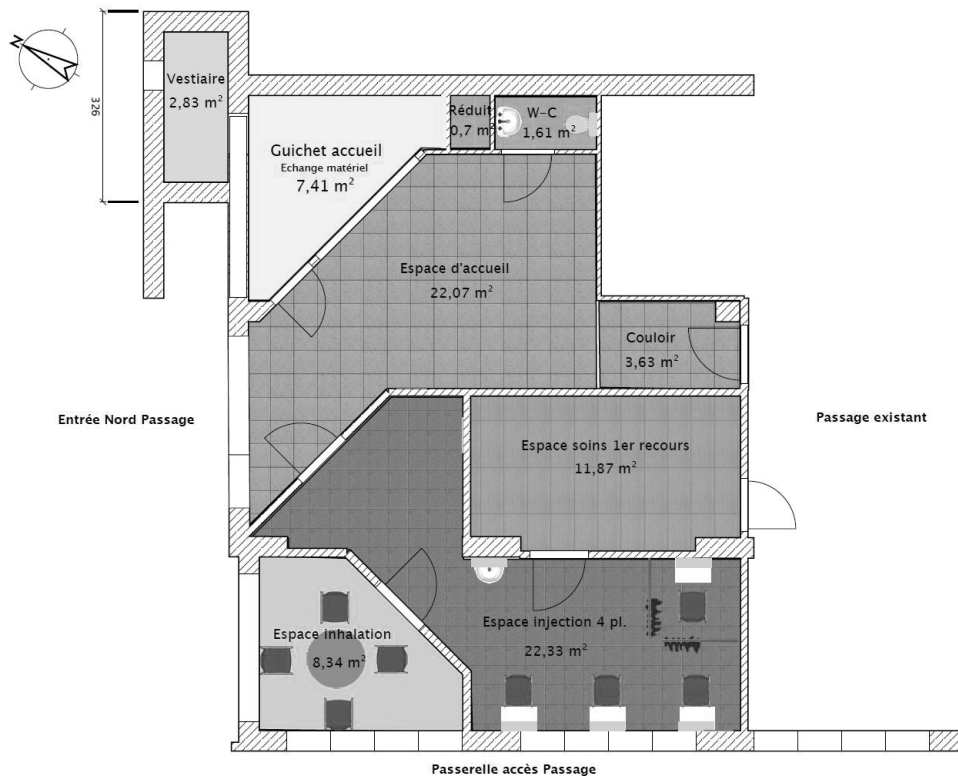 N
326
Vestiaire
2,83 m²
Guichet accueil
Echange matériel
7,41 m²
Réduit
0,7 m²
W-C
1,61 m²
Espace d'accueil
22,07 m²
Couloir
3,63 m²
Entrée Nord Passage
Passage existant
Espace soins 1er recours
11,87 m²
Espace inhalation
8,34 m²
Espace injection 4 pl.
22,33 m²
Passerelle accès Passage